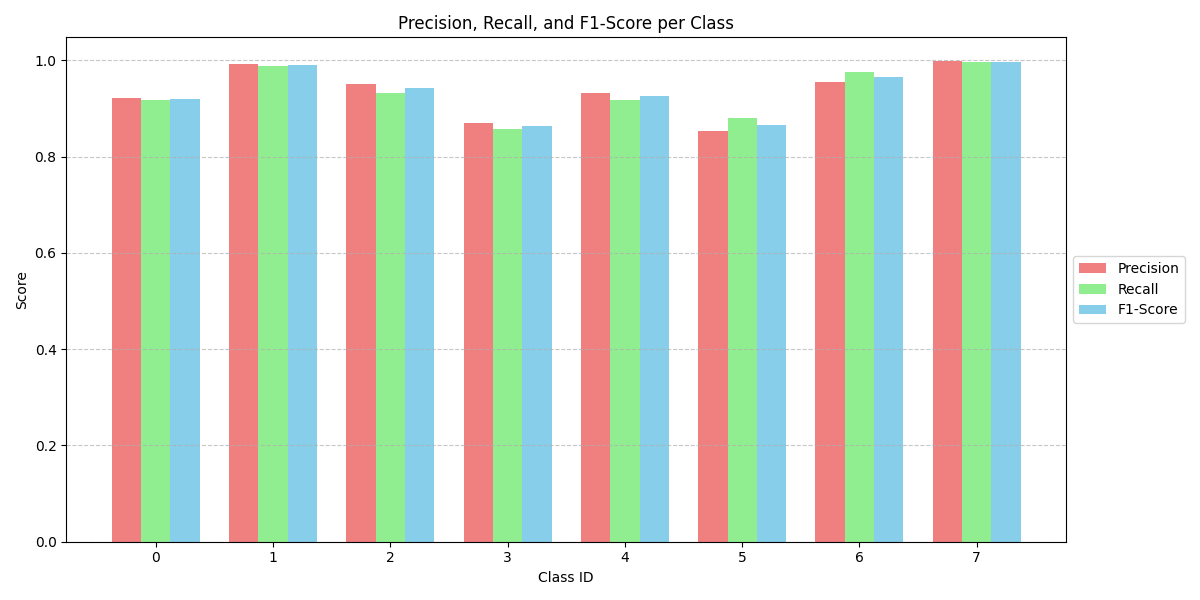 Precision, Recall, and F1-Score per Class
1.0
0.8
0.6
0.4
0.2
0.0
Score
0 1 2 3 4 5 6 7
Class ID
Precision
Recall
F1-Score